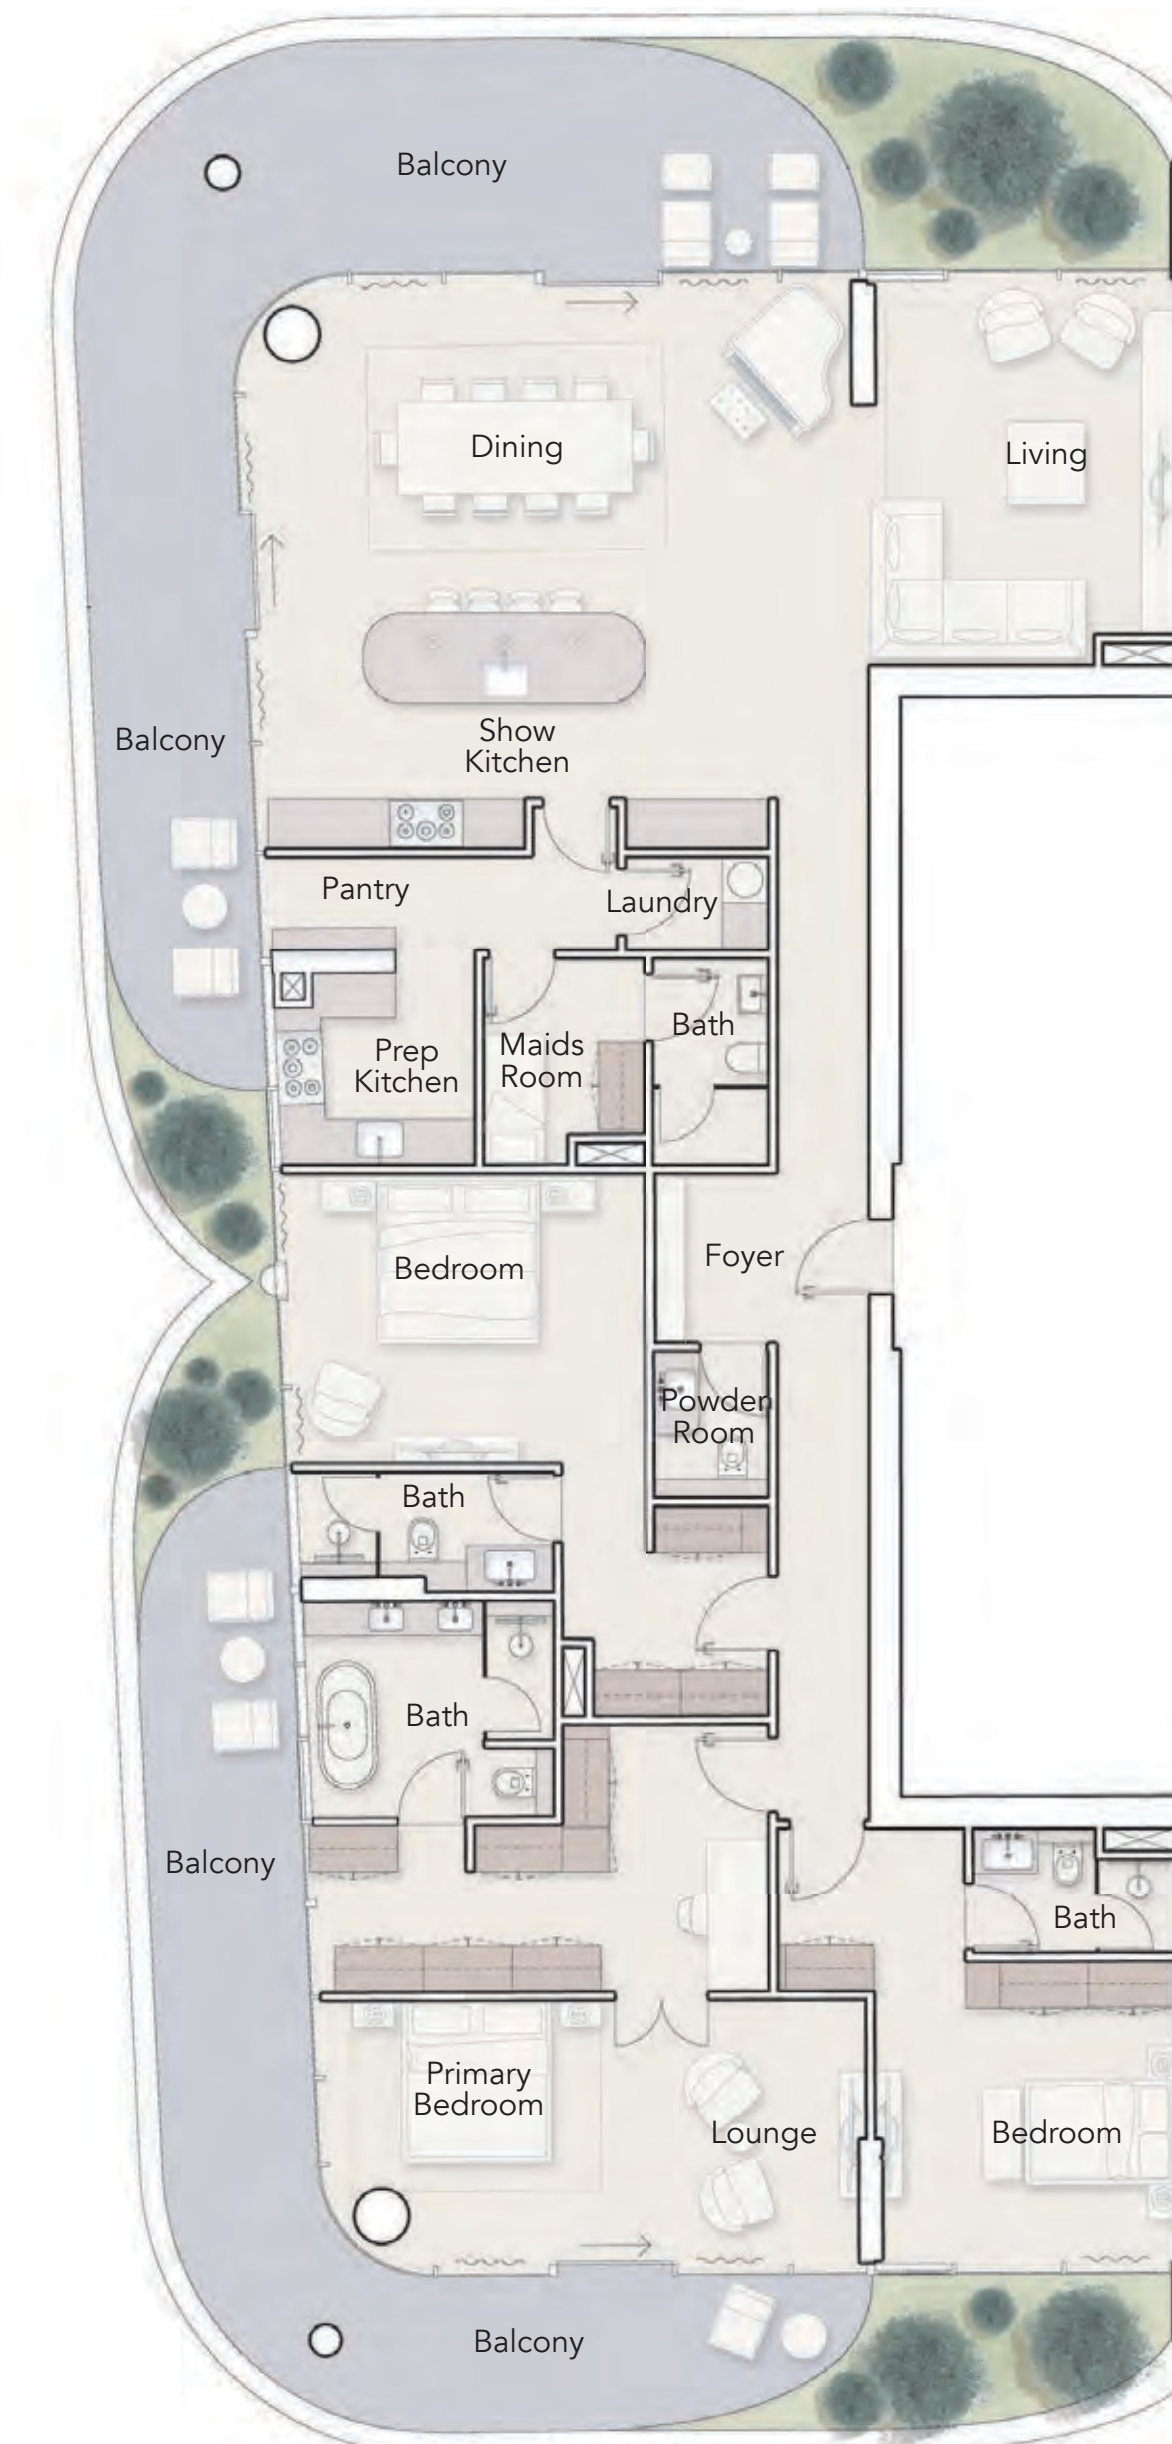 Balcony
Dining
Living
Show
Kitchen
Balcony
Pantry
Laundry
Prep
Kitchen
Maids
Room
Bath
Bedroom
Foyer
Powden
Room
Bath
Bath
Balcony
Bath
Primary
Bedroom
Lounge
Bedroom
Balcony